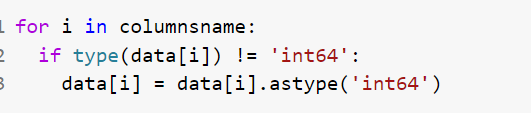 1 for i in columnsname:
2 if type(data[i]) != 'int64':
3 data[i] = data[i].astype('int64')